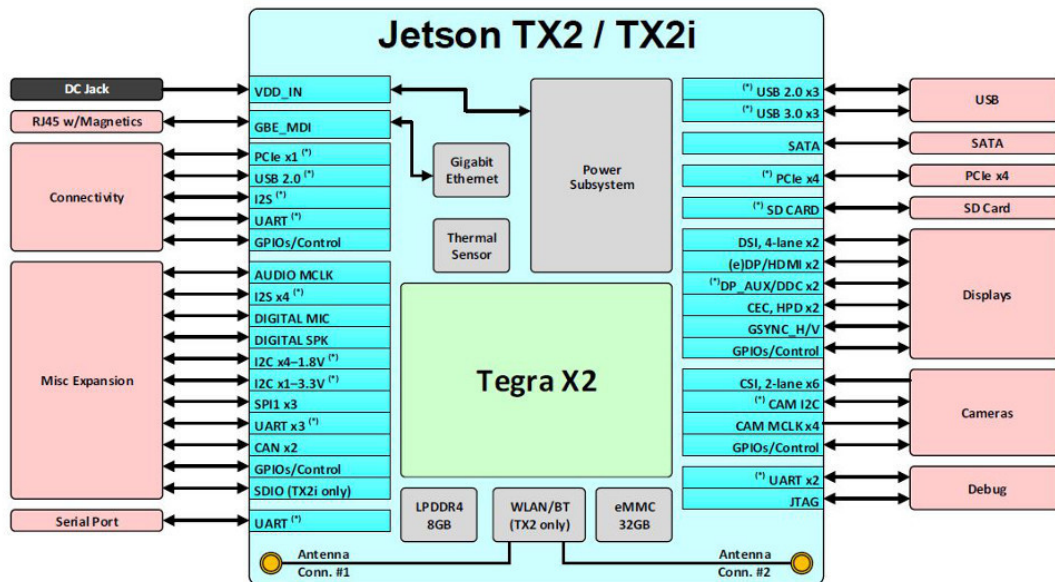 Jetson TX2 / TX2i
DC Jack
VDD_IN
RJ45 w/Magnetics
GBE_MDI
Connectivity
PCIe x1 (*)
USB 2.0 (*)
I2S (*)
UART (*)
GPIOs/Control
Misc Expansion
AUDIO MCLK
I2S x4 (*)
DIGITAL MIC
DIGITAL SPK
I2C x4–1.8V (*)
I2C x1–3.3V (*)
SPI1 x3
UART x3 (*)
CAN x2
GPIOs/Control
SDIO (TX2i only)
Serial Port
UART (*)
Gigabit
Ethernet
Thermal
Sensor
Power
Subsystem
Tegra X2
LPDDR4
8GB
WLAN/BT
(TX2 only)
eMMC
32GB
Antenna
Conn. #1
Antenna
Conn. #2
(*) USB 2.0 x3
(*) USB 3.0 x3
USB
SATA
SATA
(*) PCIe x4
PCIe x4
(*) SD CARD
SD Card
DSI, 4-lane x2
(e)DP/HDMI x2
(*)DP_AUX/DDC x2
CEC, HPD x2
GSYNC_H/V
GPIOs/Control
Displays
CSI, 2-lane x6
(*) CAM I2C
CAM MCLK x4
GPIOs/Control
Cameras
(*) UART x2
JTAG
Debug